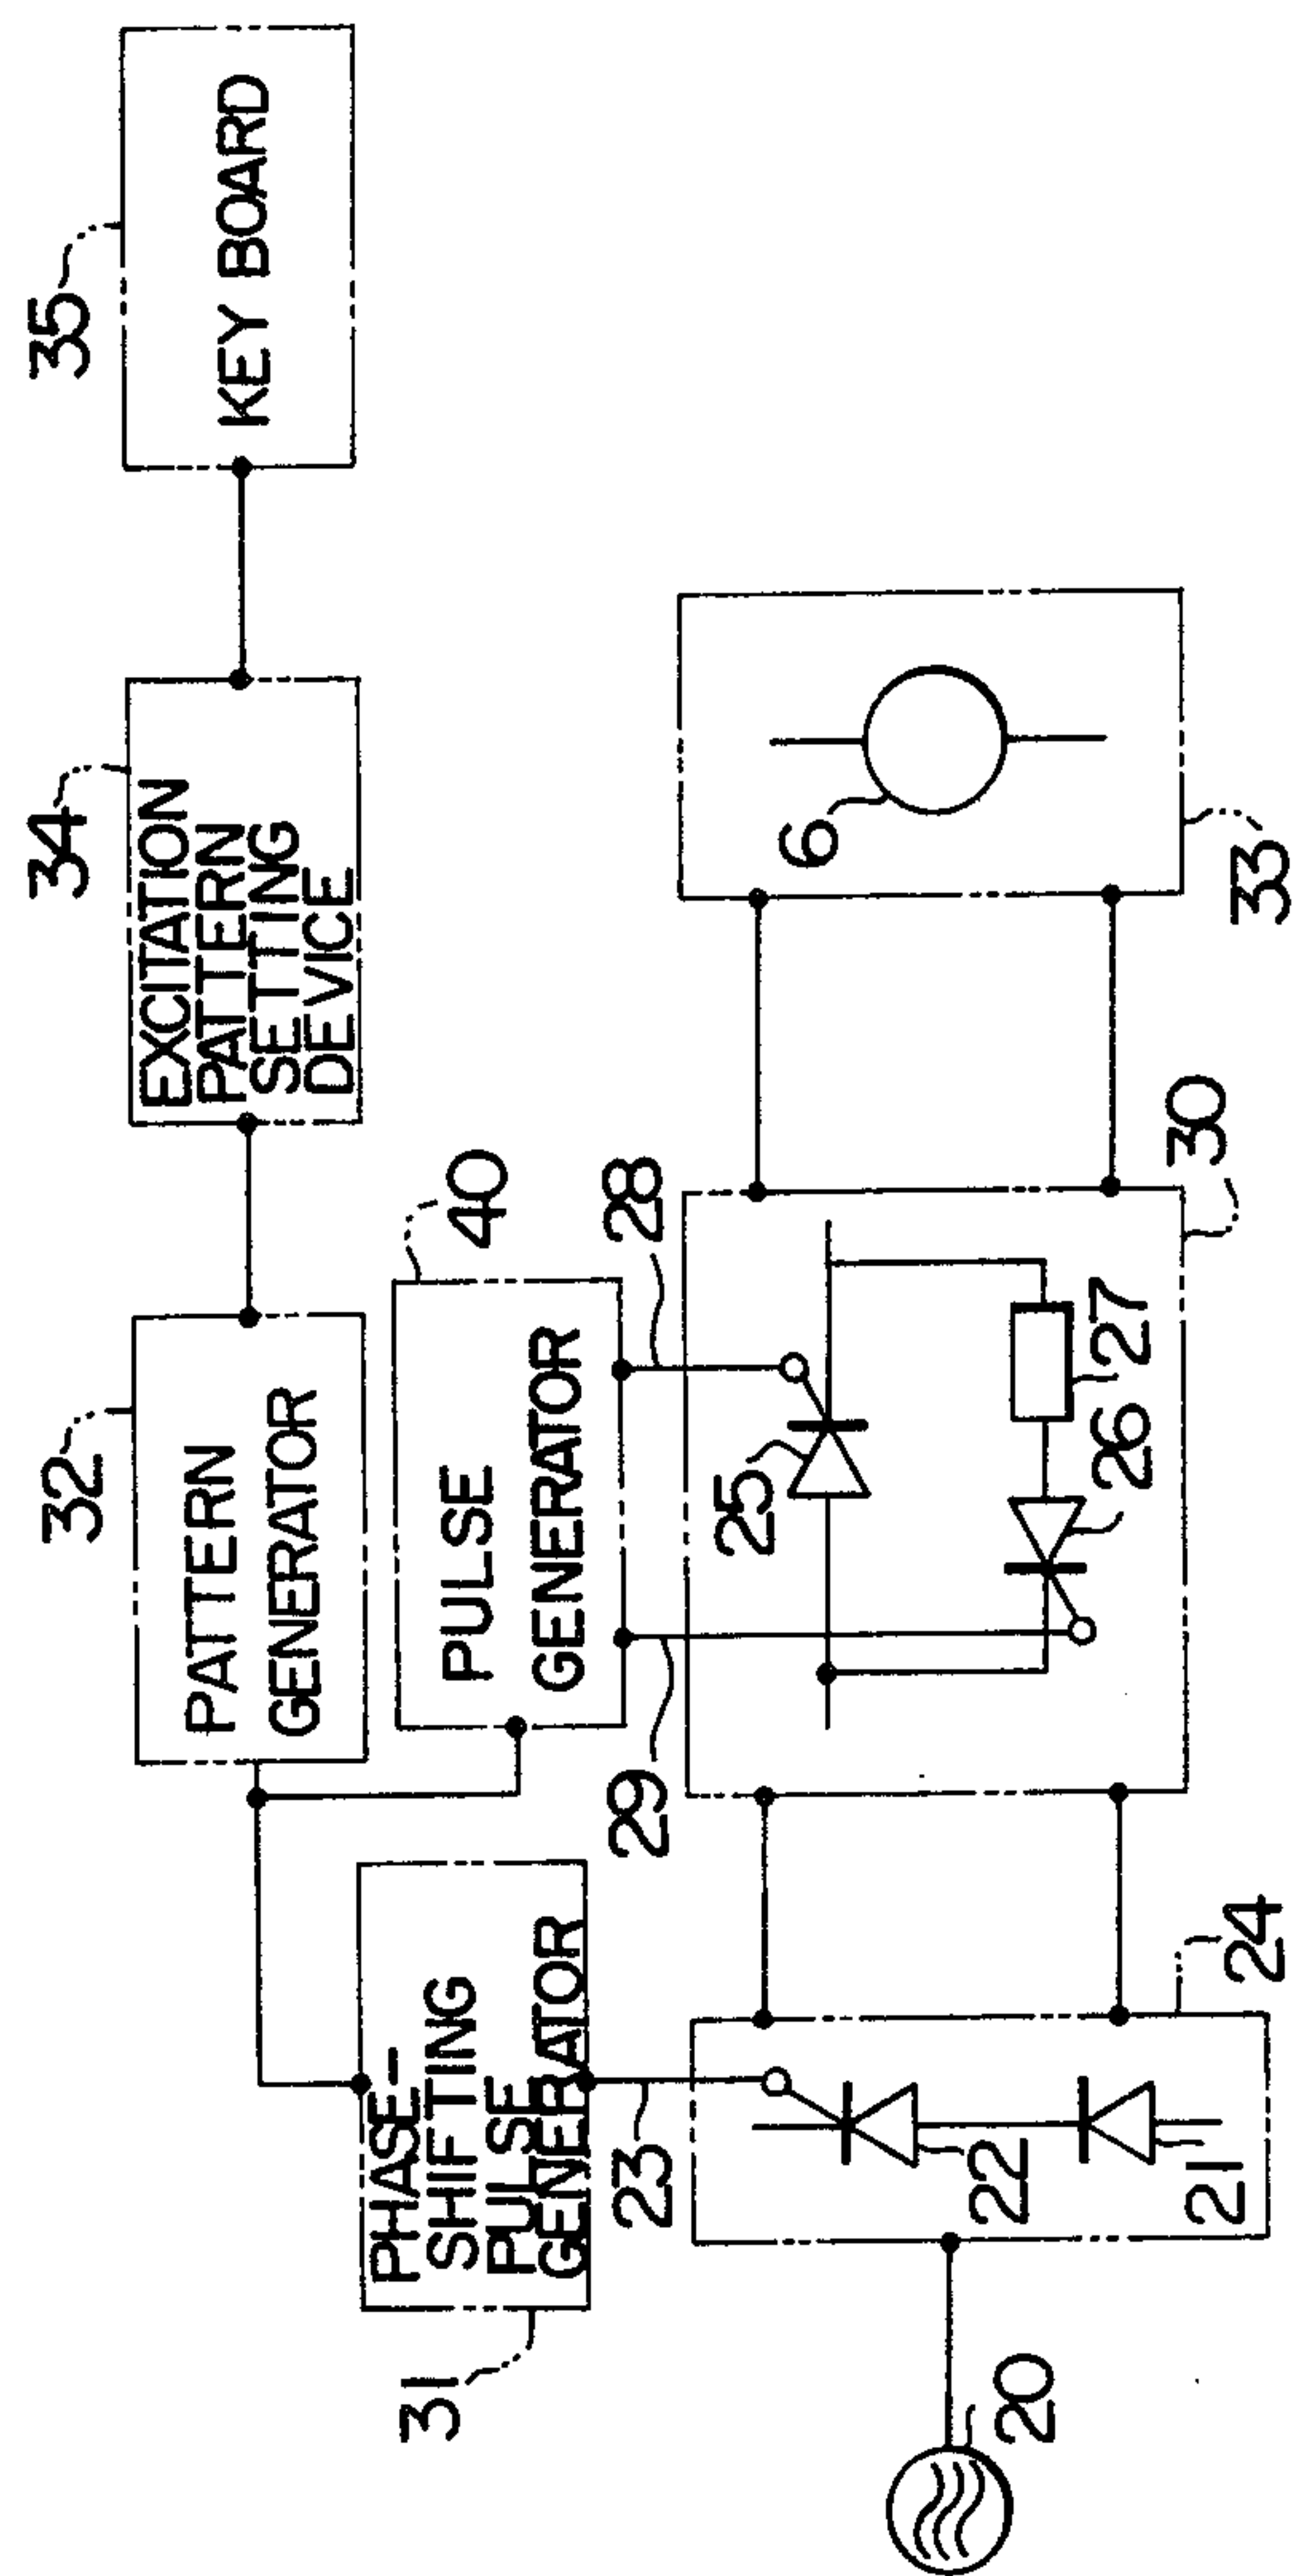 35
KEY BOARD
34
EXCITATION
PATTERN
SETTING
DEVICE
32
PATTERN
GENERATOR
40
PULSE
GENERATOR
31
PHASE-
SHIFTING
PULSE
GENERATOR
23
29
28
20
24
22
21
30
25
26
27
33
6